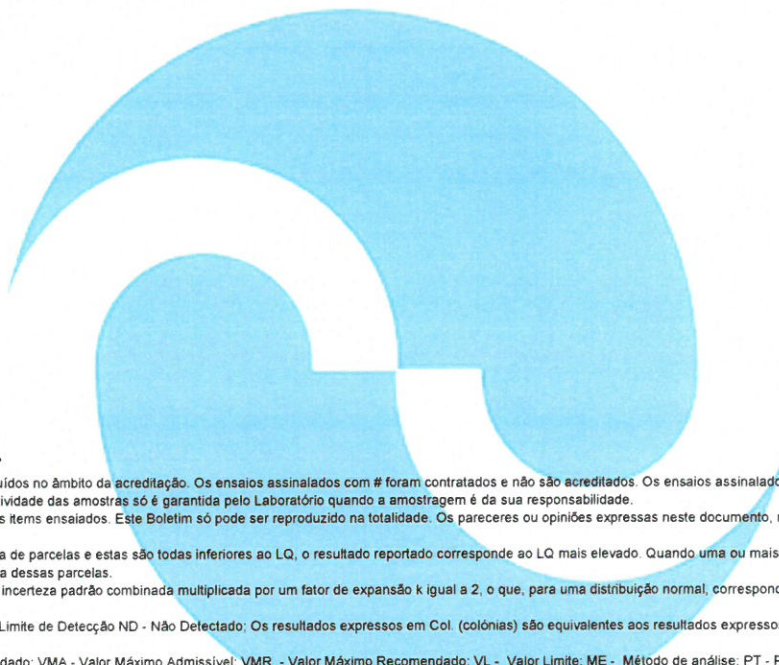 uídos no âmbito da acreditação. Os ensaios assinalados com # foram contratados e não são acreditados. Os ensaios assinalado
ividade das amostras só é garantida pelo Laboratório quando a amostragem é da sua responsabilidade.
s items ensaiados. Este Boletim só pode ser reproduzido na totalidade. Os pareceres ou opiniões expressas neste documento,
a de parcelas e estas são todas inferiores ao LQ, o resultado reportado corresponde ao LQ mais elevado. Quando uma ou mais
a dessas parcelas.
incerteza padrão combinada multiplicada por um fator de expansão k igual a 2, o que, para uma distribuição normal, correspond
Limite de Detecção ND - Não Detectado; Os resultados expressos em Col. (colónias) são equivalentes aos resultados expresso
dado; VMA - Valor Máximo Admissível; VMR - Valor Máximo Recomendado; VL - Valor Limite; ME - Método de análise; PT -